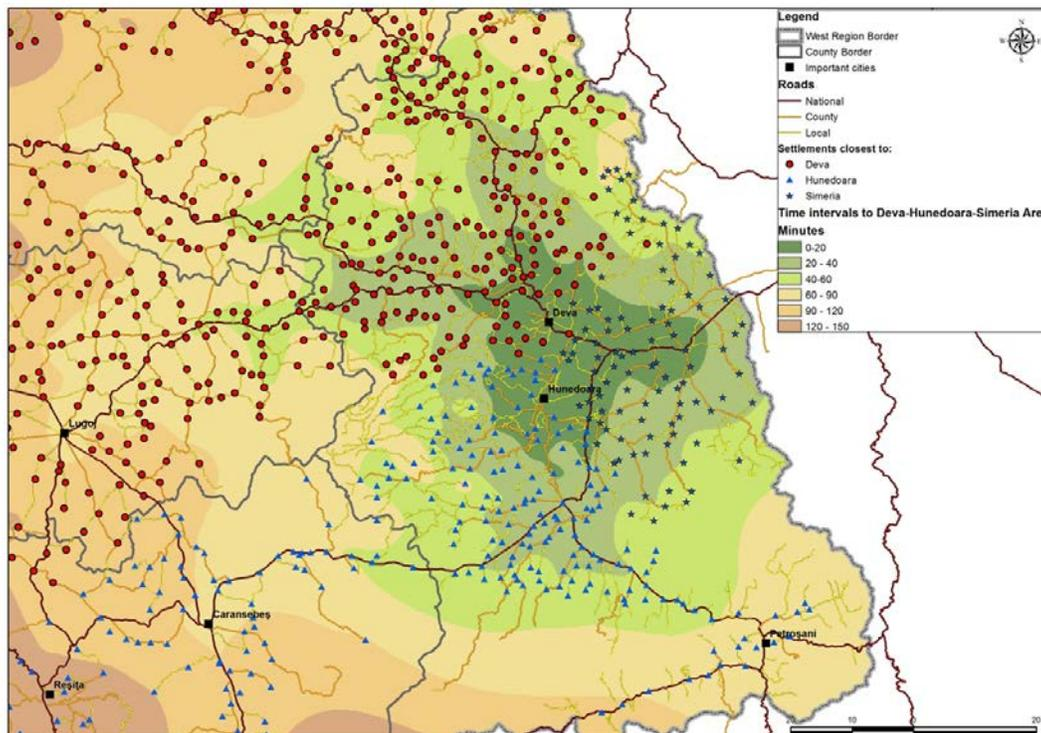 Legend
West Region Border
County Border
Important cities
Roads
National
County
Local
Settlements closest to:
Deva
Hunedoara
Simeria
Time intervals to Deva-Hunedoara-Simeria Are
Minutes
0-20
20 - 40
40-60
60 - 90
90 - 120
120 - 150
N
W
E
S
Deva
Hunedoara
Lugoj
Caransebeş
Petroşani
Reşiţa
10
0
20